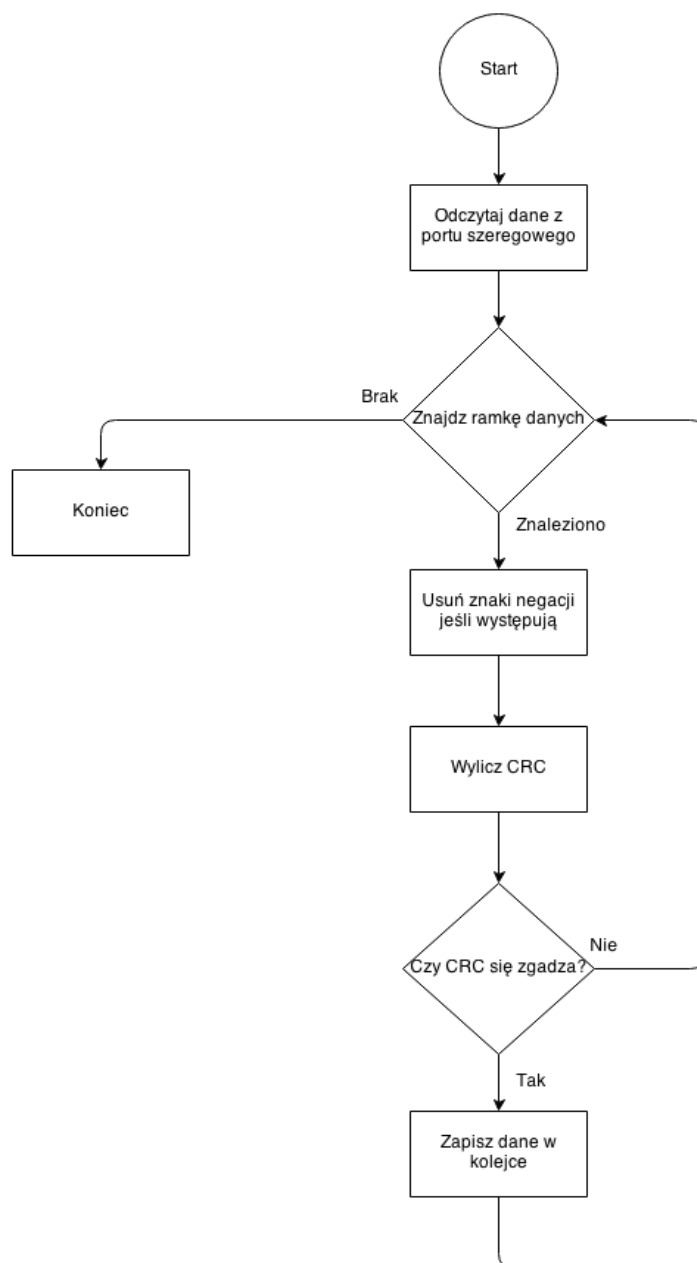 Start
Odczytaj dane z
portu szeregowego
Brak
Znajdz ramkę danych
Koniec
Znaleziono
Usuń znaki negacji
jeśli występują
Wylicz CRC
Nie
Czy CRC się zgadza?
Tak
Zapisz dane w
kolejce